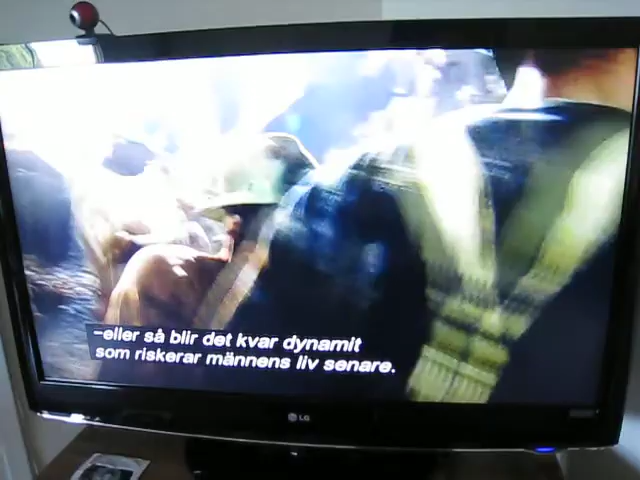 -eller så blir det kvar dynamit
som riskerar männens liv senare.
LG